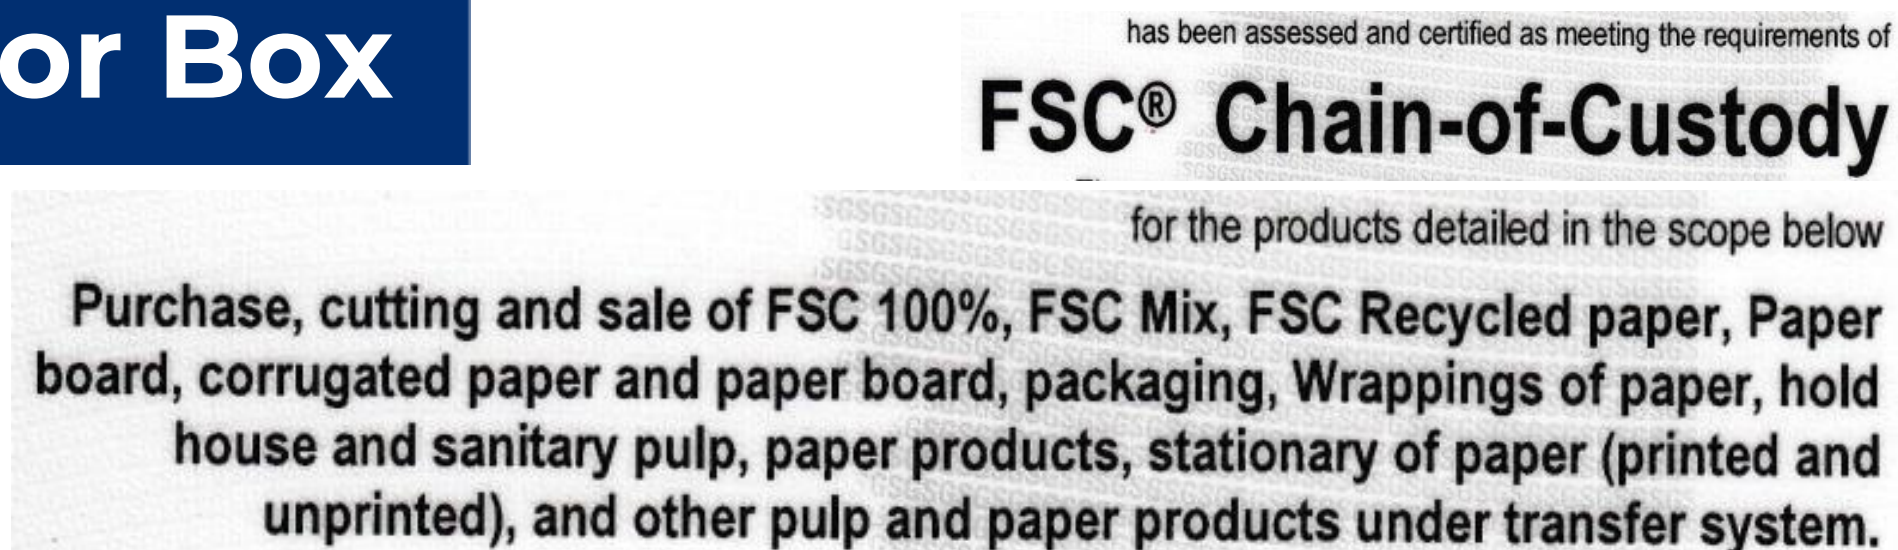 or Box
has been assessed and certified as meeting the requirements of
FSC® Chain-of-Custody
for the products detailed in the scope below
Purchase, cutting and sale of FSC 100%, FSC Mix, FSC Recycled paper, Paper
board, corrugated paper and paper board, packaging, Wrappings of paper, hold
house and sanitary pulp, paper products, stationary of paper (printed and
unprinted), and other pulp and paper products under transfer system.